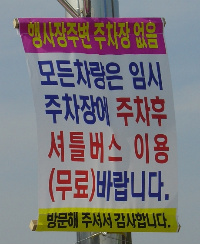 행사장주변 주차장 없음
모든차량은 임시
주차장에 주차후
셔틀버스 이용
(무료)바랍니다.
방문해 주셔서 감사합니다.